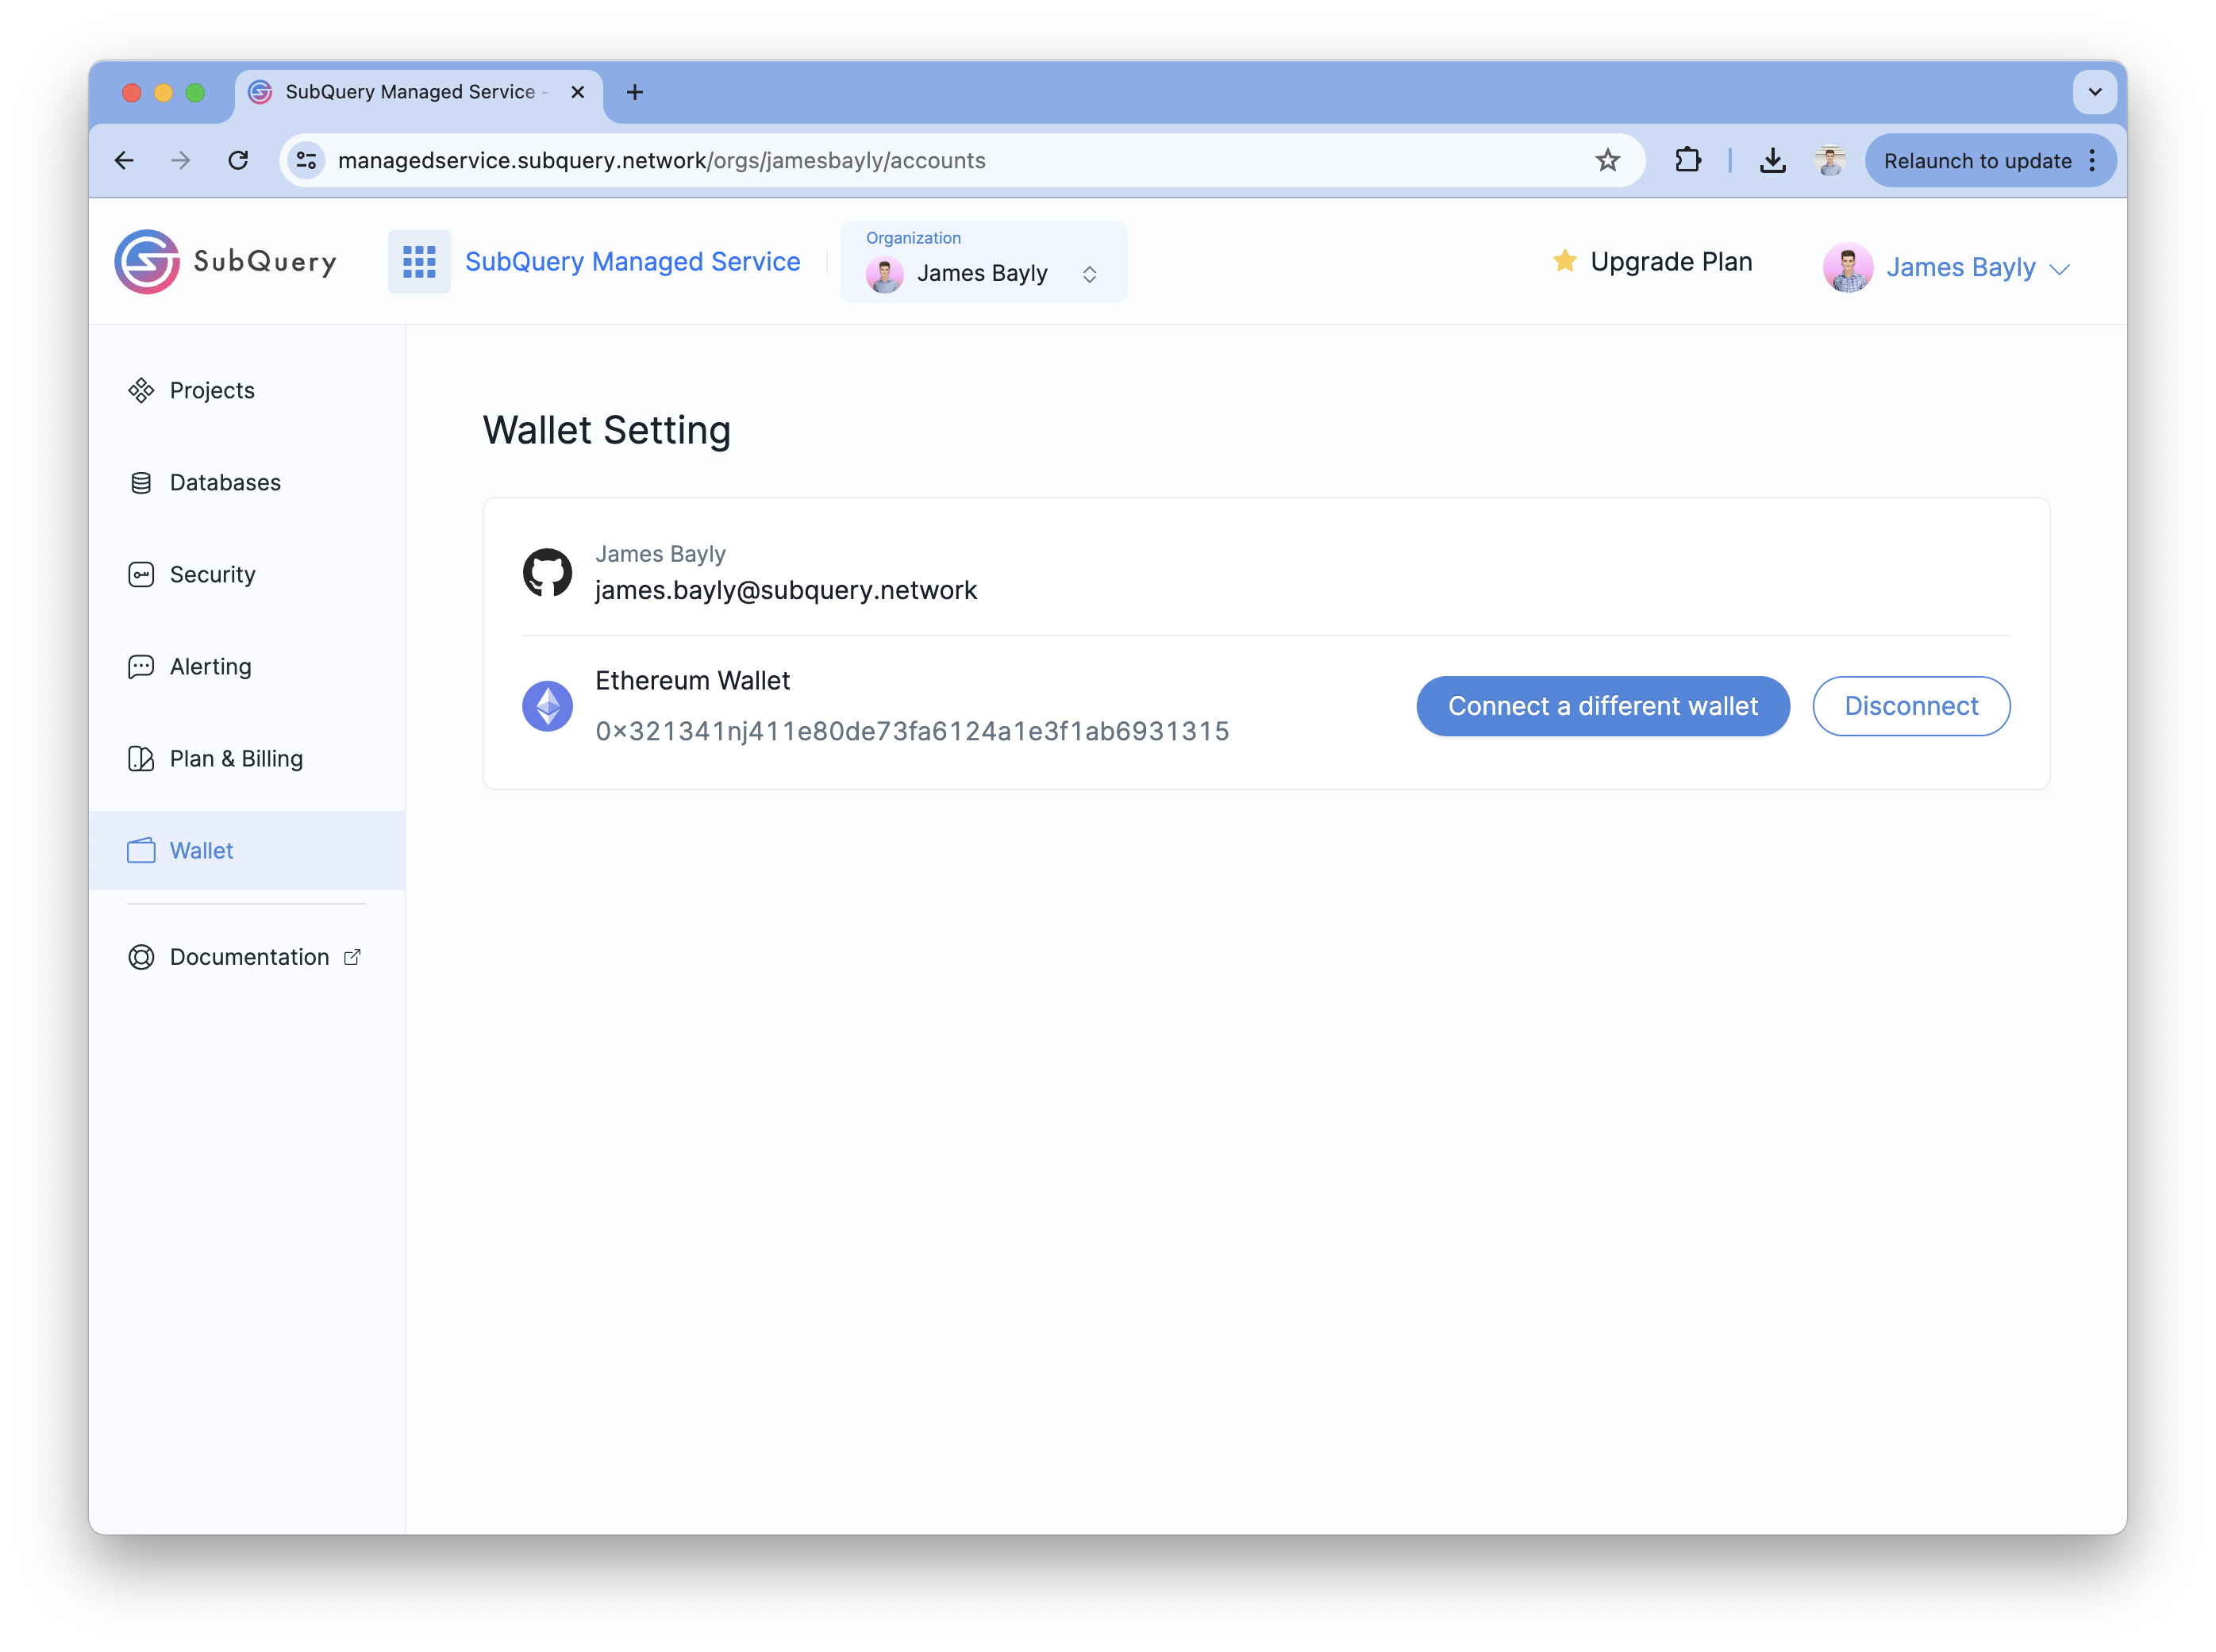 SubQuery Managed Service -
managedservice.subquery.network/orgs/jamesbayly/accounts
Relaunch to update
SubQuery
SubQuery Managed Service
Organization
James Bayly
Upgrade Plan
James Bayly
Projects
Databases
Security
Alerting
Plan & Billing
Wallet
Documentation
Wallet Setting
James Bayly
james.bayly@subquery.network
Ethereum Wallet
0x321341nj411e80de73fa6124a1e3f1ab6931315
Connect a different wallet
Disconnect